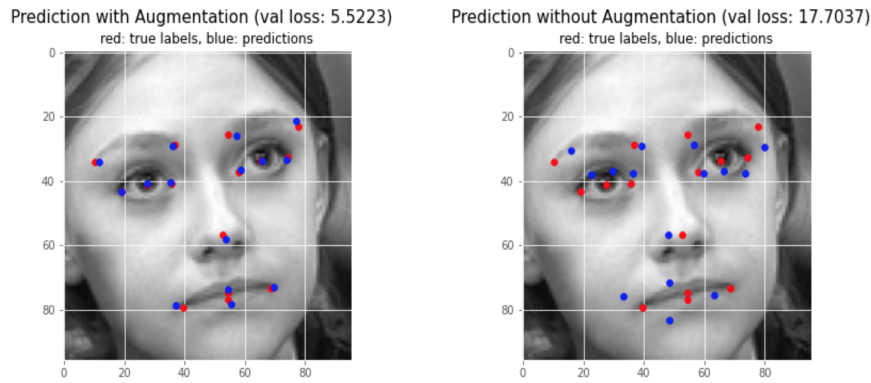 Prediction with Augmentation (val loss: 5.5223)
red: true labels, blue: predictions
0
20
40
60
80
0 20 40 60 80
Prediction without Augmentation (val loss: 17.7037)
red: true labels, blue: predictions
0
20
40
60
80
0 20 40 60 80